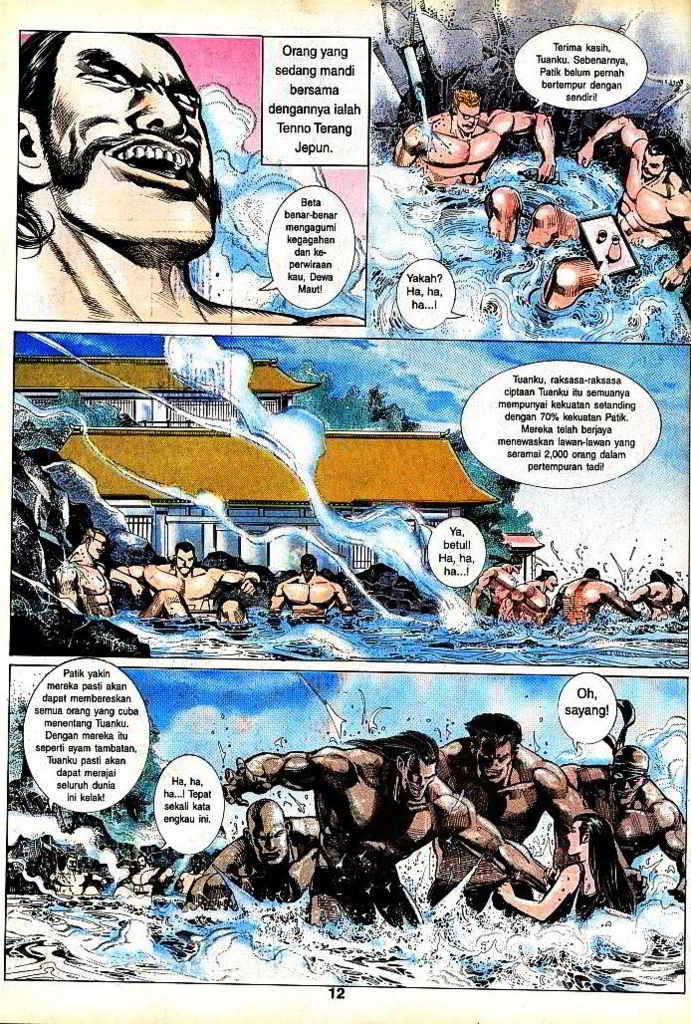 Orang yang
sedang mandi
bersama
dengannya ialah
Tenno Terang
Jepun.
Beta
benar-benar
mengagumi
kegagahan
dan ke-
perwiraan
kau, Dewa
Maut!
Terima kasih,
Tuanku. Sebenarnya,
Patik belum pernah
bertempur dengan
sendiri!
Yakah?
Ha, ha,
ha...!
Tuanku, raksasa-raksasa
ciptaan Tuanku itu semuanya
mempunyai kekuatan setanding
dengan 70% kekuatan Patik.
Mereka telah berjaya
menewaskan lawan-lawan yang
seramai 2,000 orang dalam
pertempuran tadi!
Ya,
betul!
Ha, ha,
ha...!
Patik yakin
mereka pasti akan
dapat membereskan
semua orang yang cuba
menentang Tuanku.
Dengan mereka itu
seperti ayam tambatan,
Tuanku pasti akan
dapat merajai
seluruh dunia
ini kelak!
Ha, ha,
ha...! Tepat
sekali kata
engkau ini.
Oh,
sayang!
12